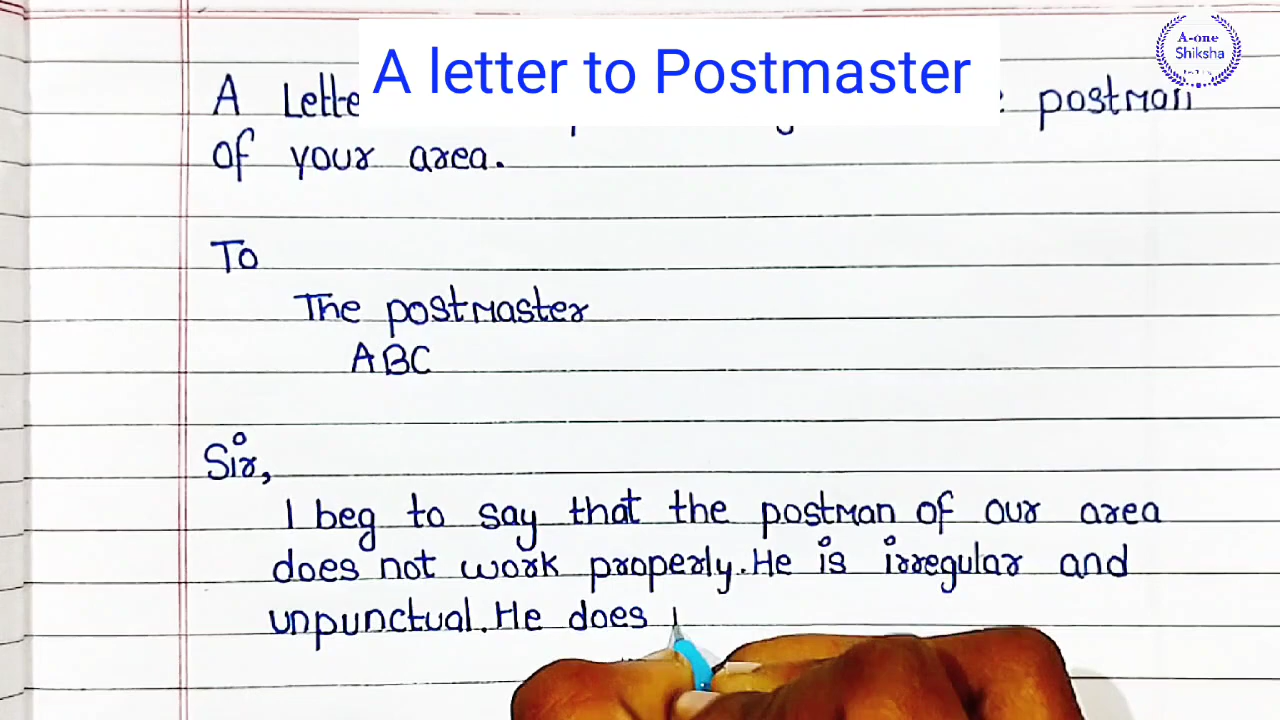 A letter to Postmaster
A-one
Shiksha
A Lette postman
of your area.
To
The postmaster
ABC
Sir,
I beg to say that the postman of our area
does not work properly. He is irregular and
unpunctual. He does